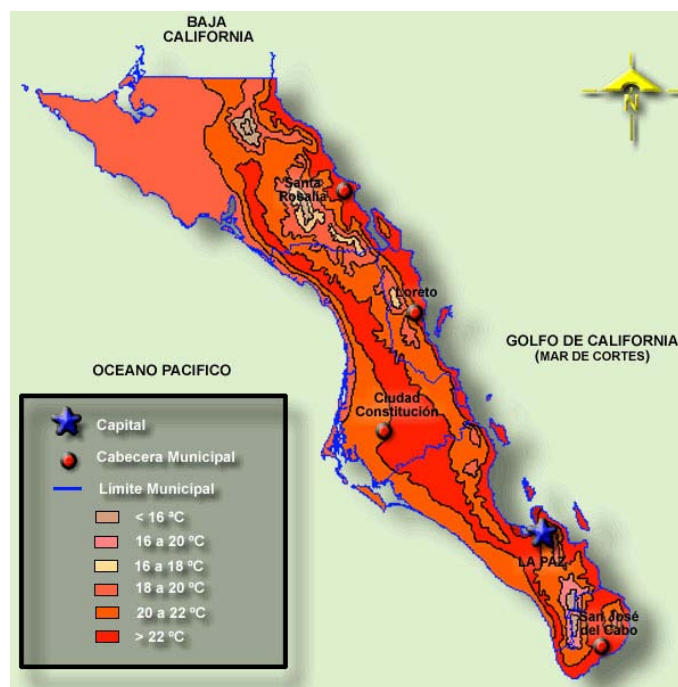 BAJA
CALIFORNIA
N
Santa
Rosalía
Loreto
GOLFO DE CALIFORNIA
(MAR DE CORTES)
OCEANO PACIFICO
Ciudad
Constitución
Capital
Cabecera Municipal
Límite Municipal
< 16 ªC
16 a 20 ºC
16 a 18 ºC
18 a 20 ºC
20 a 22 ºC
> 22 ºC
LA PAZ
San José
del Cabo